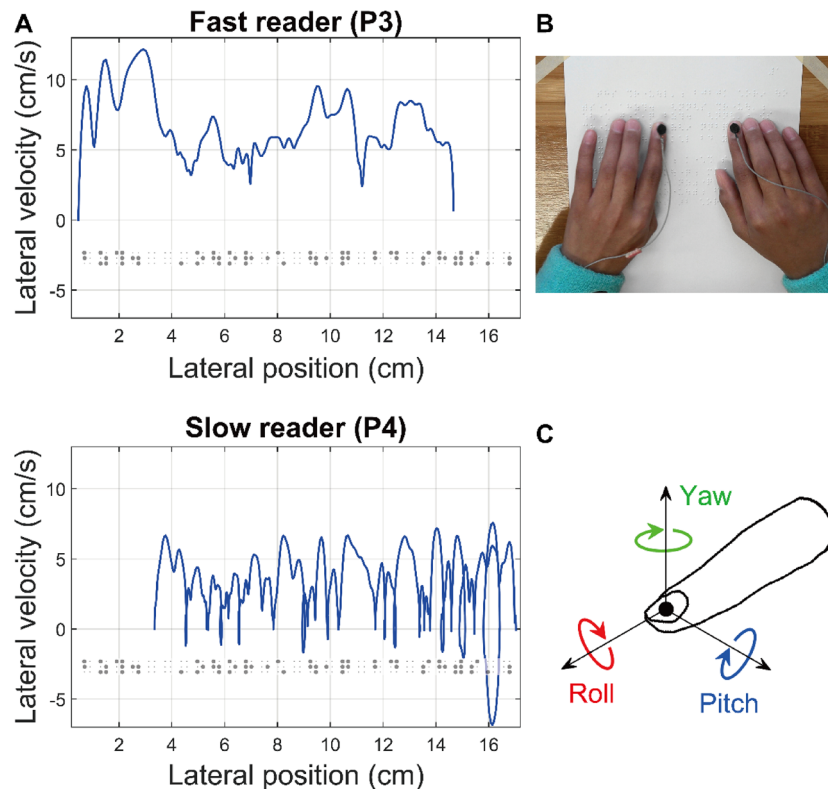 A
Fast reader (P3)
Lateral velocity (cm/s)
10
5
0
-5
2 4 6 8 10 12 14 16
Lateral position (cm)
B
Slow reader (P4)
Lateral velocity (cm/s)
10
5
0
-5
2 4 6 8 10 12 14 16
Lateral position (cm)
C
Yaw
Roll
Pitch